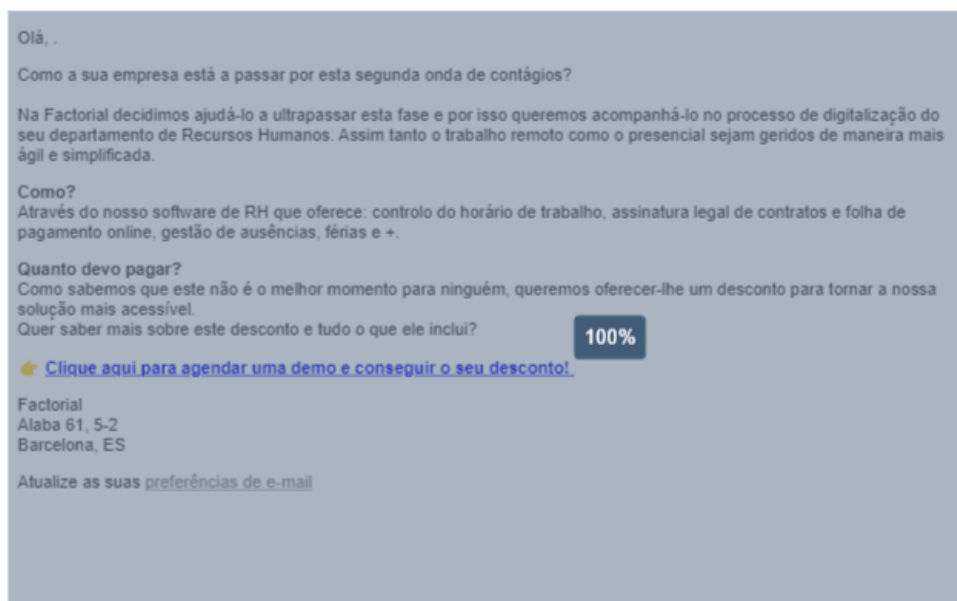 Olá, .
Como a sua empresa está a passar por esta segunda onda de contágios?
Na Factorial decidimos ajudá-lo a ultrapassar esta fase e por isso queremos acompanhá-lo no processo de digitalização do
seu departamento de Recursos Humanos. Assim tanto o trabalho remoto como o presencial sejam geridos de maneira mais
ágil e simplificada.
Como?
Através do nosso software de RH que oferece: controlo do horário de trabalho, assinatura legal de contratos e folha de
pagamento online, gestão de ausências, férias e +.
Quanto devo pagar?
Como sabemos que este não é o melhor momento para ninguém, queremos oferecer-lhe um desconto para tornar a nossa
solução mais acessível.
Quer saber mais sobre este desconto e tudo o que ele inclui?
100%
👉 Clique aqui para agendar uma demo e conseguir o seu desconto!
Factorial
Alaba 61, 5-2
Barcelona, ES
Atualize as suas preferências de e-mail